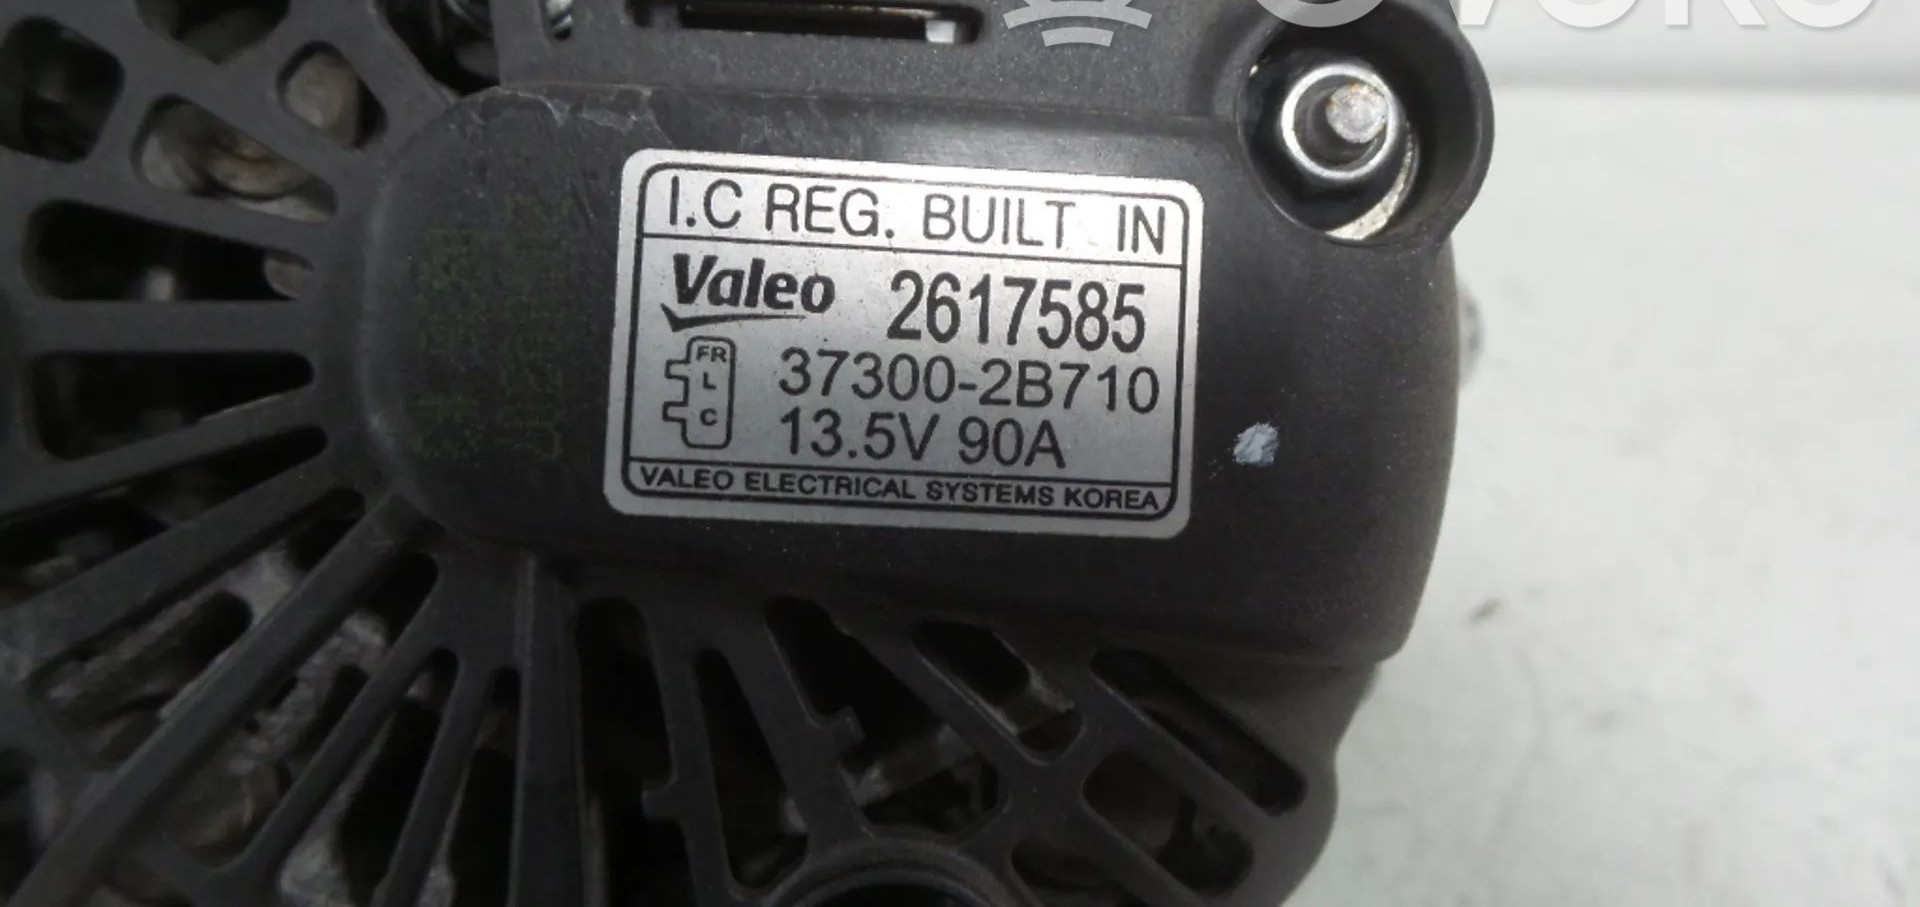 I.C REG. BUILT IN
Valeo 2617585
FR
L
C
37300-2B710
13.5V 90A
VALEO ELECTRICAL SYSTEMS KOREA